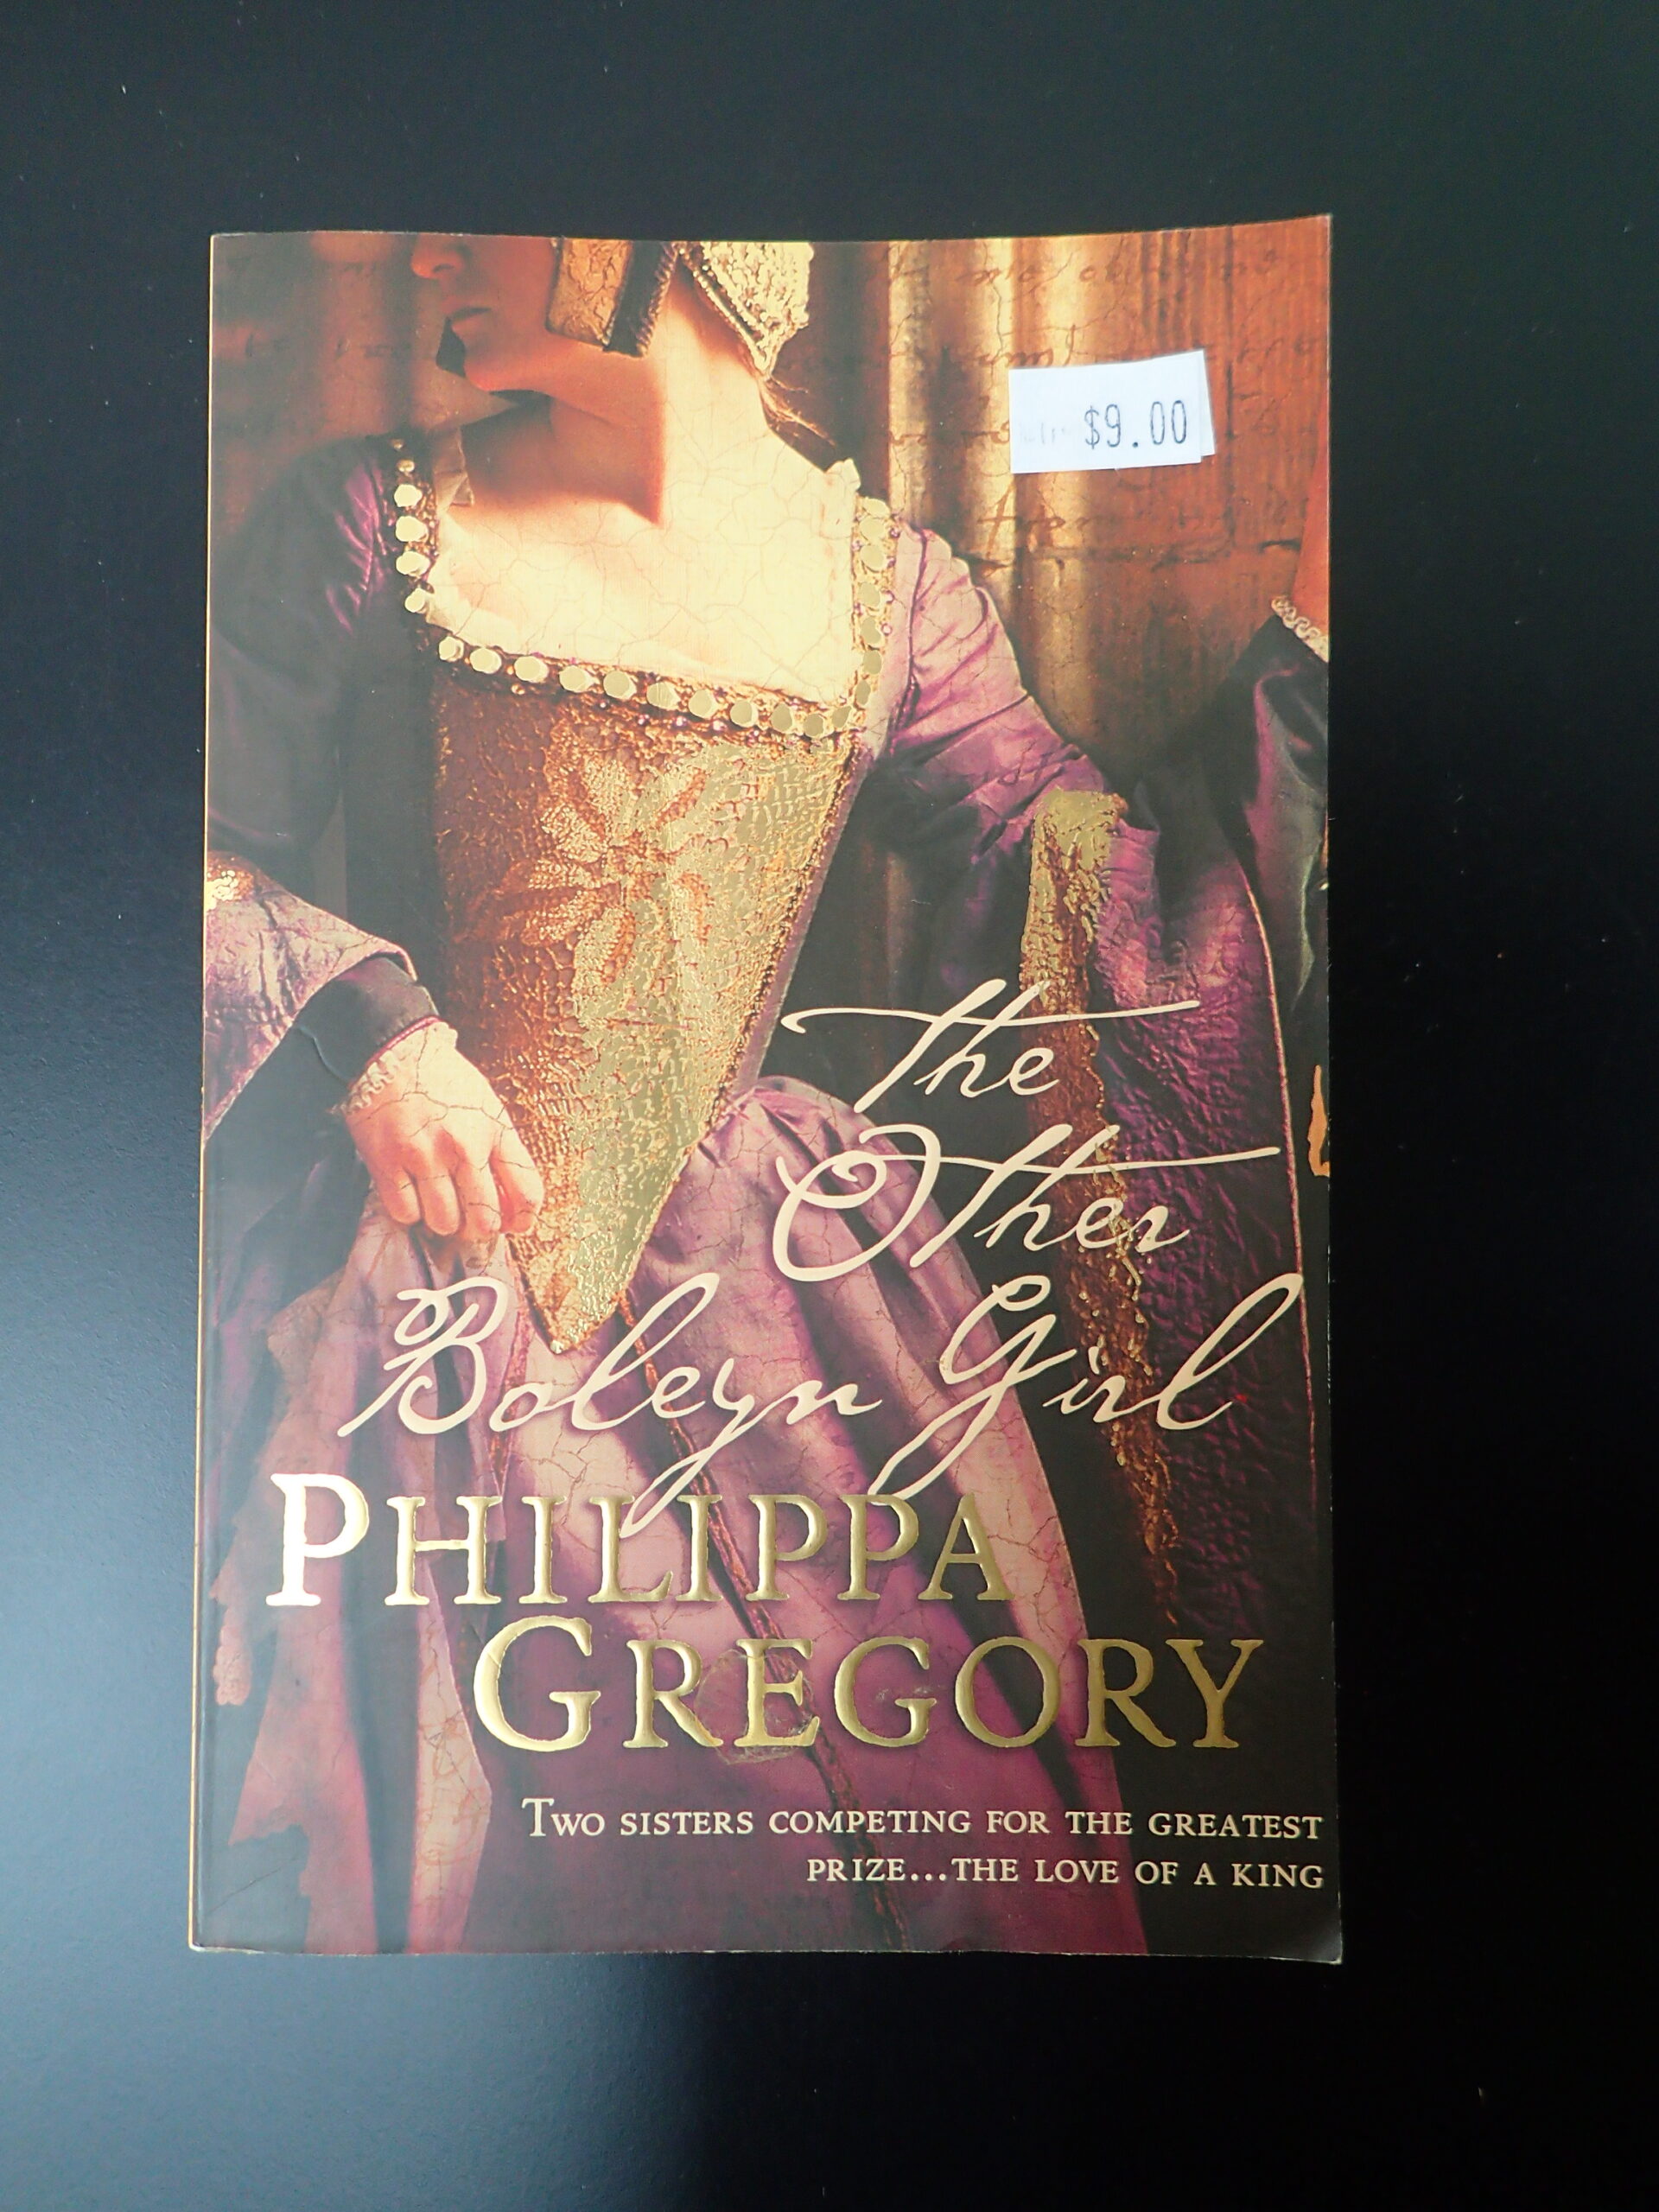 $9.00
The
Other
Boleyn Girl
PHILIPPA
GREGORY
TWO SISTERS COMPETING FOR THE GREATEST
PRIZE...THE LOVE OF A KING